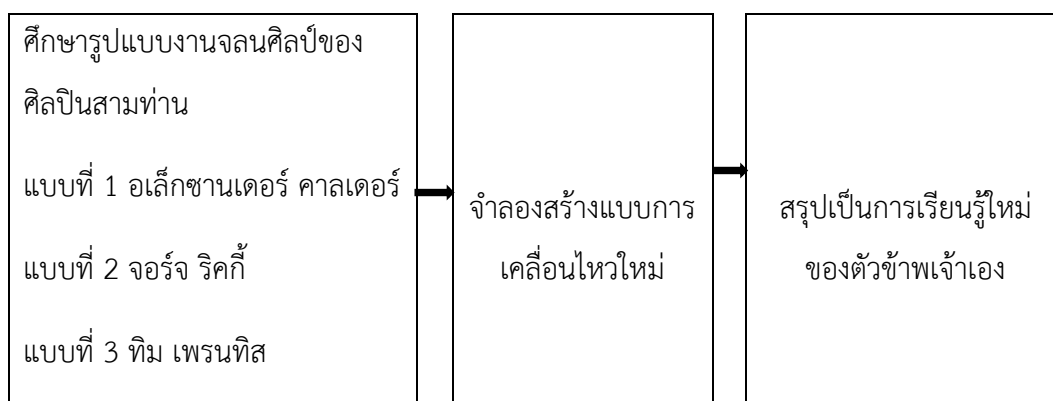 ศึกษารูปแบบงานจลนศิลป์ของ
ศิลปินสามท่าน
แบบที่ 1 อเล็กซานเดอร์ คาลเดอร์
แบบที่ 2 จอร์จ ริคกี้
แบบที่ 3 ทิม เพรนทิส
จำลองสร้างแบบการ
เคลื่อนไหวใหม่
สรุปเป็นการเรียนรู้ใหม่
ของตัวข้าพเจ้าเอง